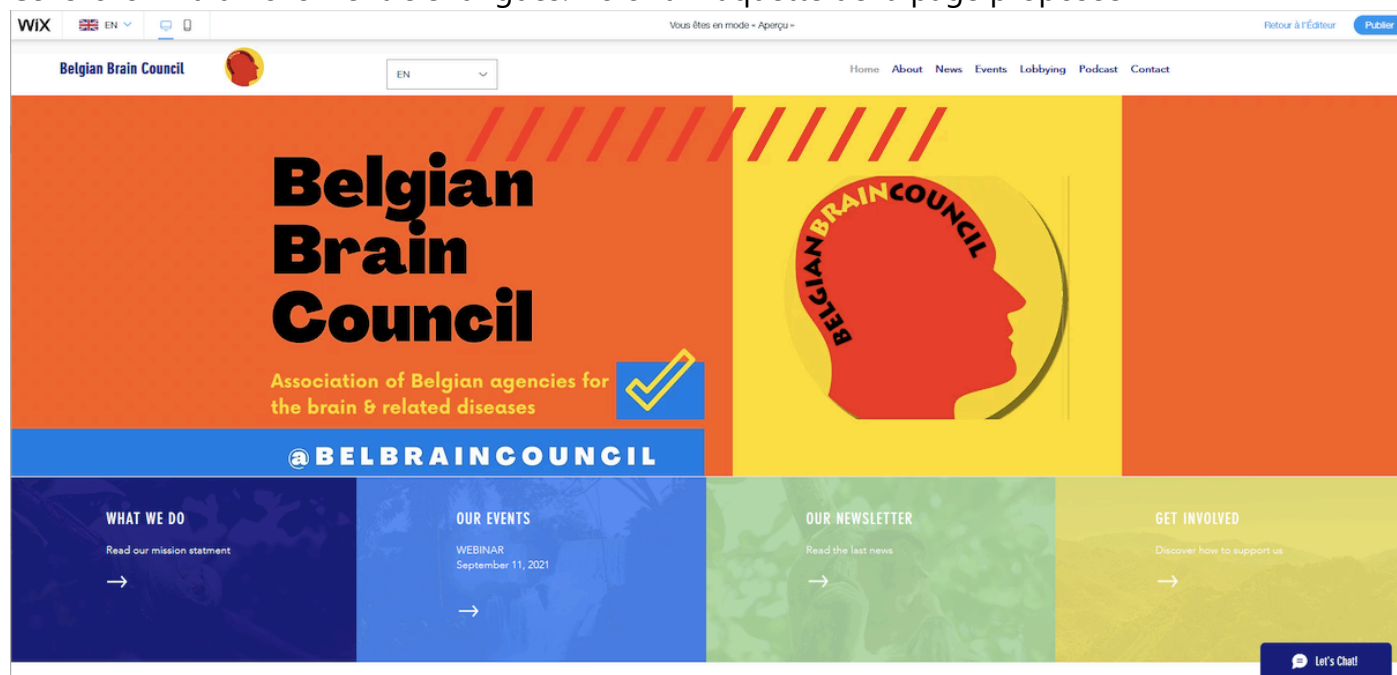 WiX EN Vous êtes en mode « Aperçu » Retour à l'Éditeur Publier
Belgian Brain Council EN Home About News Events Lobbying Podcast Contact
Belgian
Brain
Council
BELGIANBRAINCOUNCIL
Association of Belgian agencies for
the brain & related diseases
@BELBRAINCOUNCIL
WHAT WE DO
Read our mission statment
OUR EVENTS
WEBINAR
September 11, 2021
OUR NEWSLETTER
Read the last news
GET INVOLVED
Discover how to support us
Let's Chat!